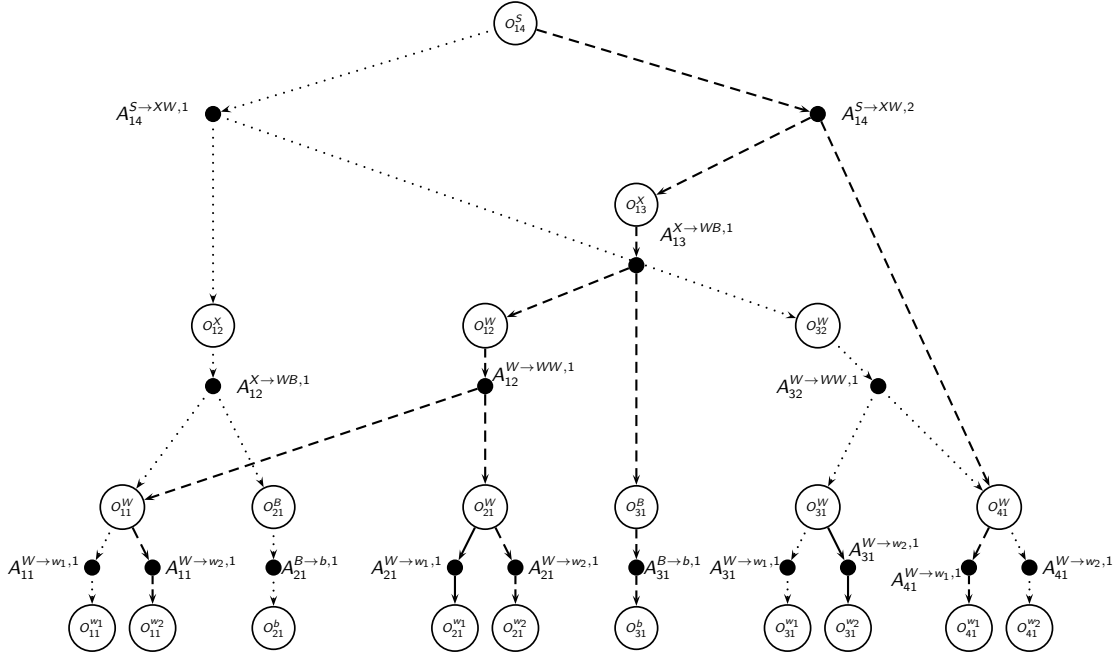 O_{14}^{S}
A_{14}^{S→XW,1}
A_{14}^{S→XW,2}
O_{13}^{X}
A_{13}^{X→WB,1}
O_{12}^{X}
O_{12}^{W}
O_{32}^{W}
A_{12}^{X→WB,1}
A_{12}^{W→WW,1}
A_{32}^{W→WW,1}
O_{11}^{W}
O_{21}^{B}
O_{21}^{W}
O_{31}^{B}
O_{31}^{W}
O_{41}^{W}
A_{11}^{W→w_1,1}
A_{11}^{W→w_2,1}
A_{21}^{B→b,1}
A_{21}^{W→w_1,1}
A_{21}^{W→w_2,1}
A_{31}^{B→b,1}
A_{31}^{W→w_1,1}
A_{31}^{W→w_2,1}
A_{41}^{W→w_1,1}
A_{41}^{W→w_2,1}
O_{11}^{w_1}
O_{11}^{w_2}
O_{21}^{b}
O_{21}^{w_1}
O_{21}^{w_2}
O_{31}^{b}
O_{31}^{w_1}
O_{31}^{w_2}
O_{41}^{w_1}
O_{41}^{w_2}